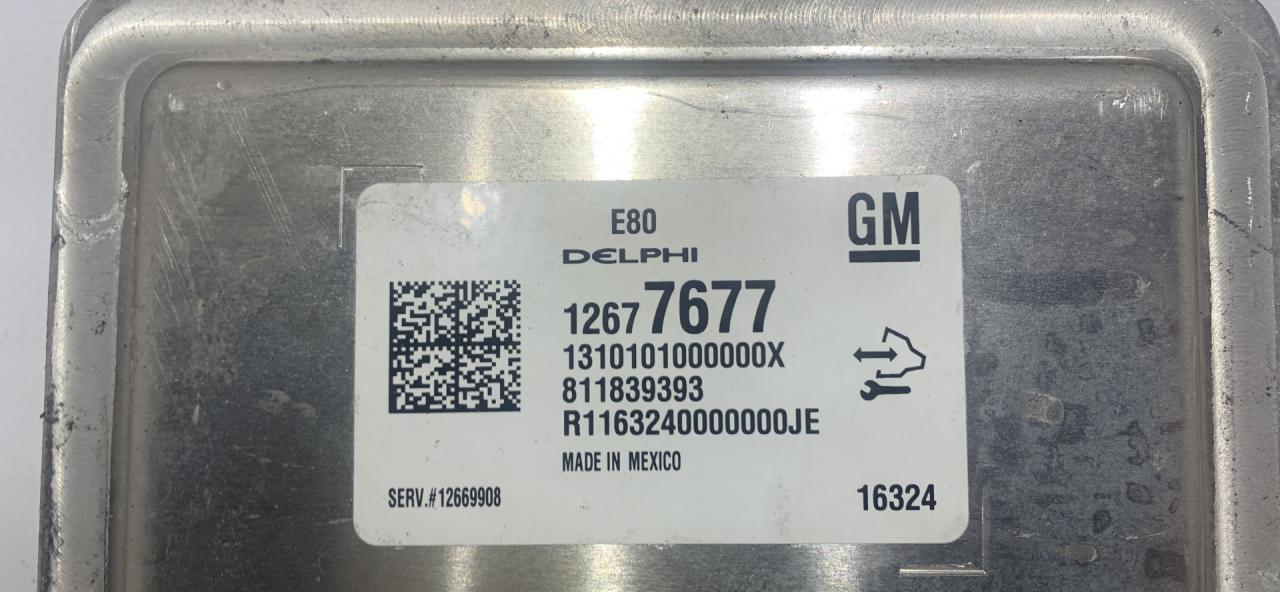 E80
DELPHI
GM
12677677
1310101000000X
811839393
R1163240000000JE
MADE IN MEXICO
SERV.#12669908
16324